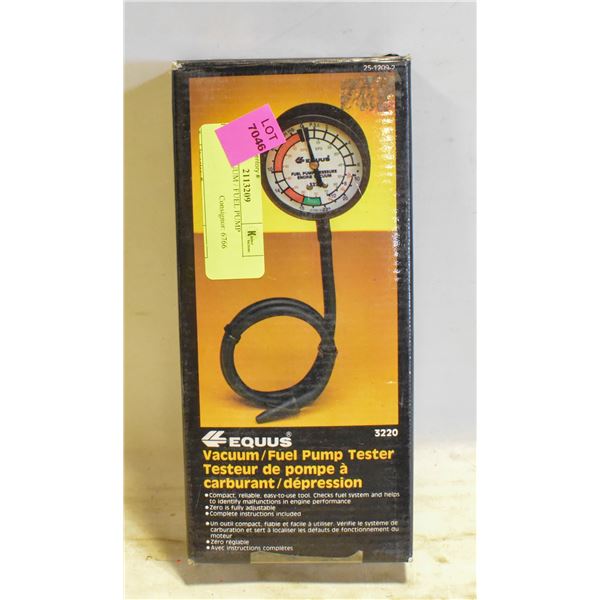 25-1209-2
LOT
7046
2113209
FUEL PUMP
Consignor: 6766
EQUUS
FUEL PUMP PRESSURE
ENGINE VACUUM
EQUUS®
3220
Vacuum/Fuel Pump Tester
Testeur de pompe à
carburant/dépression
•Compact, reliable, easy-to-use tool. Checks fuel system and helps
to identify malfunctions in engine performance
•Zero is fully adjustable
•Complete instructions included
•Un outil compact, fiable et facile à utiliser. Vérifie le système de
carburation et sert à localiser les défauts de fonctionnement du
moteur
•Zéro réglable
•Avec instructions complètes